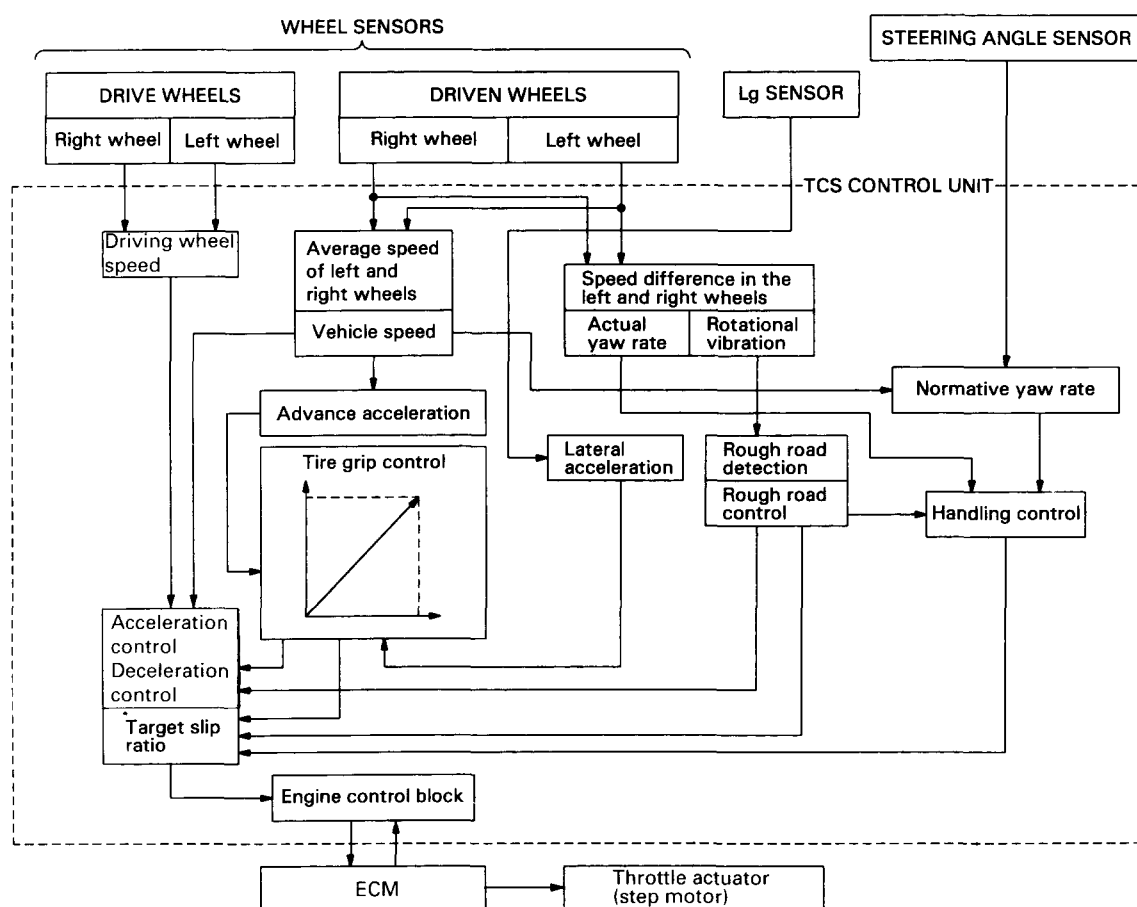 WHEEL SENSORS
STEERING ANGLE SENSOR
DRIVE WHEELS
Right wheel
Left wheel
DRIVEN WHEELS
Right wheel
Left wheel
Lg SENSOR
TCS CONTROL UNIT
Driving wheel
speed
Average speed
of left and
right wheels
Vehicle speed
Speed difference in the
left and right wheels
Actual
yaw rate
Rotational
vibration
Normative yaw rate
Advance acceleration
Tire grip control
Lateral
acceleration
Rough road
detection
Rough road
control
Handling control
Acceleration
control
Deceleration
control
Target slip
ratio
Engine control block
ECM
Throttle actuator
(step motor)